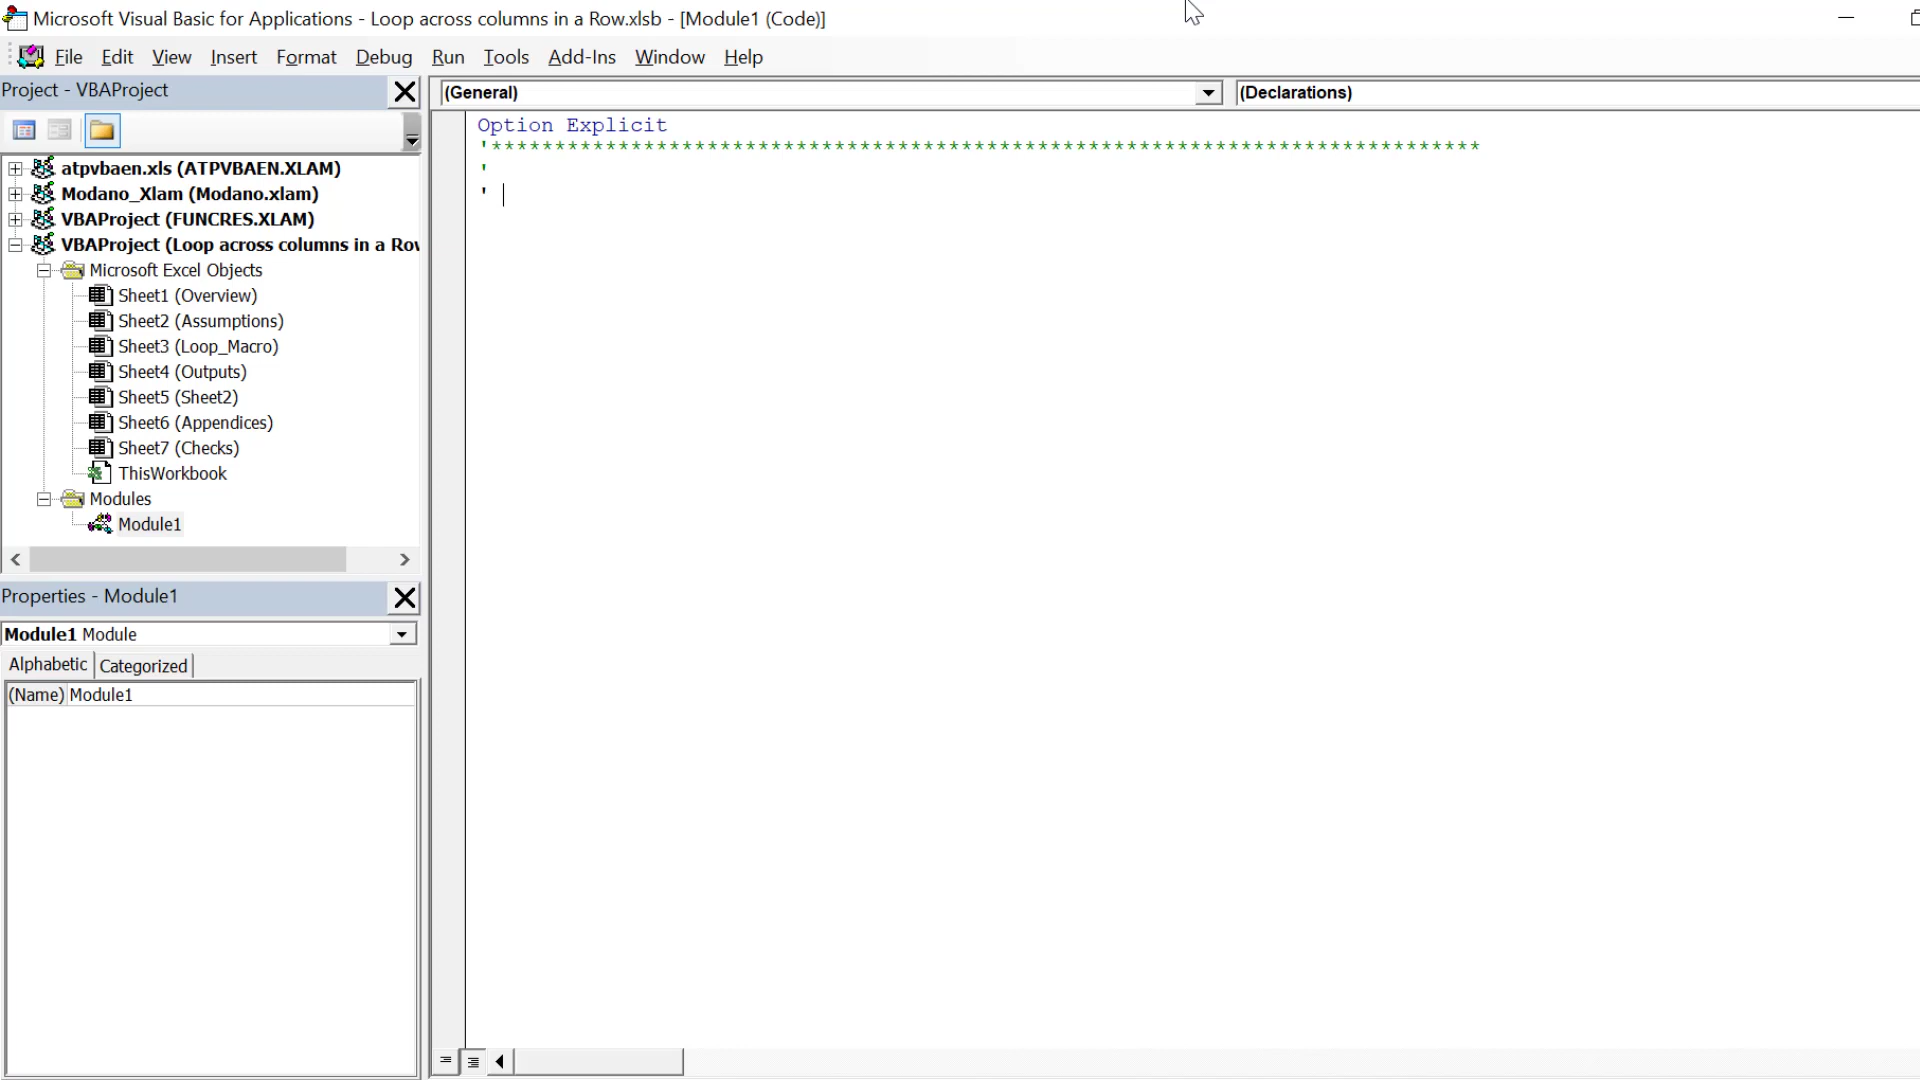 Microsoft Visual Basic for Applications - Loop across columns in a Row.xlsb - [Module1 (Code)]
File Edit View Insert Format Debug Run Tools Add-Ins Window Help
Project - VBAProject
(General)
(Declarations)
atpvbaen.xls (ATPVBAEN.XLAM)
Modano_Xlam (Modano.xlam)
VBAProject (FUNCRES.XLAM)
VBAProject (Loop across columns in a Rov
Microsoft Excel Objects
Sheet1 (Overview)
Sheet2 (Assumptions)
Sheet3 (Loop_Macro)
Sheet4 (Outputs)
Sheet5 (Sheet2)
Sheet6 (Appendices)
Sheet7 (Checks)
ThisWorkbook
Modules
Module1
Properties - Module1
Module1 Module
Alphabetic Categorized
(Name) Module1
Option Explicit
'******************************************************************************
'
'